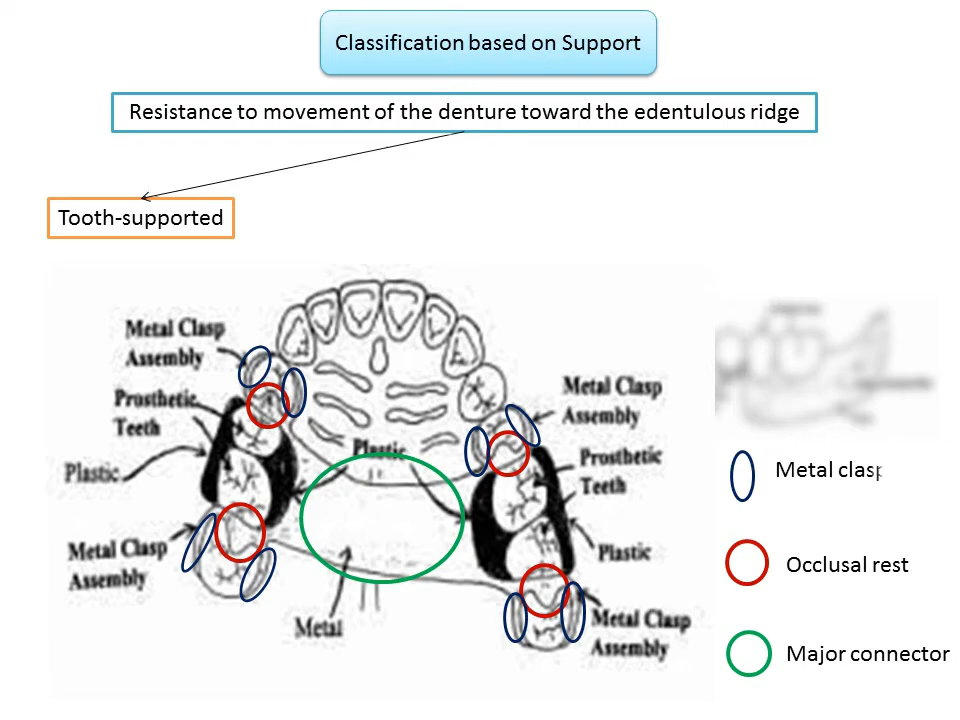 Classification based on Support
Resistance to movement of the denture toward the edentulous ridge
Tooth-supported
Metal Clasp
Assembly
Prosthetic
Teeth
Plastic
Plastic
Metal Clasp
Assembly
Metal
Metal Clasp
Assembly
Prosthetic
Teeth
Plastic
Metal Clasp
Assembly
Metal clasp
Occlusal rest
Major connector